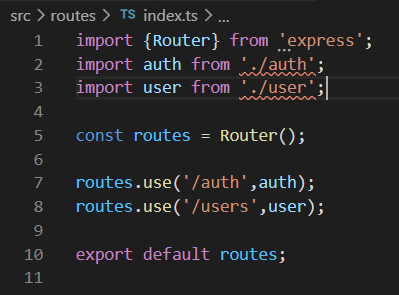 src > routes > TS index.ts > ...
1 import {Router} from 'express';
2 import auth from './auth';
3 import user from './user';
4
5 const routes = Router();
6
7 routes.use('/auth',auth);
8 routes.use('/users',user);
9
10 export default routes;
11